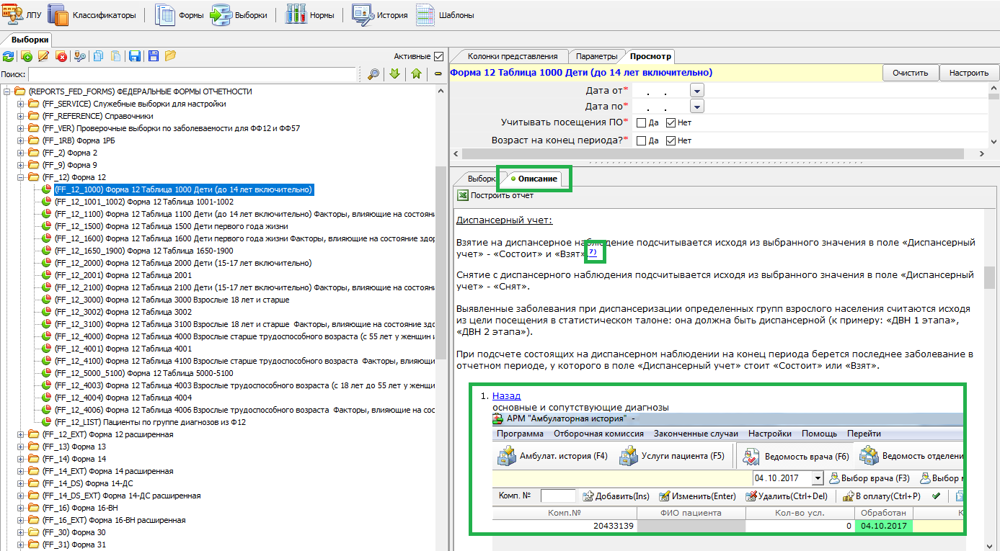 ЛПУ Классификаторы Формы Выборки Нормы История Шаблоны
Выборки
Активные
Поиск:
(REPORTS_FED_FORMS) ФЕДЕРАЛЬНЫЕ ФОРМЫ ОТЧЕТНОСТИ
(FF_SERVICE) Служебные выборки для настройки
(FF_REFERENCE) Справочники
(FF_VER) Проверочные выборки по заболеваемости для ФФ12 и ФФ57
(FF_1RB) Форма 1РБ
(FF_2) Форма 2
(FF_9) Форма 9
(FF_12) Форма 12
(FF_12_1000) Форма 12 Таблица 1000 Дети (до 14 лет включительно)
(FF_12_1001_1002) Форма 12 Таблица 1001-1002
(FF_12_1100) Форма 12 Таблица 1100 Дети (до 14 лет включительно) Факторы, влияющие на состояни
(FF_12_1500) Форма 12 Таблица 1500 Дети первого года жизни
(FF_12_1600) Форма 12 Таблица 1600 Дети первого года жизни Факторы, влияющие на состояние здор
(FF_12_1650_1900) Форма 12 Таблица 1650-1900
(FF_12_2000) Форма 12 Таблица 2000 Дети (15-17 лет включительно)
(FF_12_2001) Форма 12 Таблица 2001
(FF_12_2100) Форма 12 Таблица 2100 Дети (15-17 лет включительно) Факторы, влияющие на состояни
(FF_12_3000) Форма 12 Таблица 3000 Взрослые 18 лет и старше
(FF_12_3002) Форма 12 Таблица 3002
(FF_12_3100) Форма 12 Таблица 3100 Взрослые 18 лет и старше Факторы, влияющие на состояние здо
(FF_12_4000) Форма 12 Таблица 4000 Взрослые старше трудоспособного возраста (с 55 лет у женщин и
(FF_12_4001) Форма 12 Таблица 4001
(FF_12_4100) Форма 12 Таблица 4100 Взрослые старше трудоспособного возраста Факторы, влияющи
(FF_12_5000_5100) Форма 12 Таблица 5000-5100
(FF_12_4003) Форма 12 Таблица 4003 Взрослые трудоспособного возраста (с 18 лет до 55 лет у женщи
(FF_12_4004) Форма 12 Таблица 4004
(FF_12_4006) Форма 12 Таблица 4006 Взрослые трудоспособного возраста Факторы, влияющие на сос
(FF_12_LIST) Пациенты по группе диагнозов из Ф12
(FF_12_EXT) Форма 12 расширенная
(FF_13) Форма 13
(FF_14) Форма 14
(FF_14_EXT) Форма 14 расширенная
(FF_14_DS) Форма 14-ДС
(FF_14_DS_EXT) Форма 14-ДС расширенная
(FF_16) Форма 16-ВН
(FF_16_EXT) Форма 16-ВН расширенная
(FF_30) Форма 30
(FF_31) Форма 31
Колонки представления Параметры Просмотр
Форма 12 Таблица 1000 Дети (до 14 лет включительно) Очистить Настроить
Дата от* . .
Дата по* . .
Учитывать посещения ПО* Да Нет
Возраст на конец периода?* Да Нет
Выборк Описание
Построить отчет
Диспансерный учет:
Взятие на диспансерное наблюдение подсчитывается исходя из выбранного значения в поле «Диспансерный
учет» - «Состоит» и «Взят».7)
Снятие с диспансерного наблюдения подсчитывается исходя из выбранного значения в поле «Диспансерный
учет» - «Снят».
Выявленные заболевания при диспансеризации определенных групп взрослого населения считаются исходя
из цели посещения в статистическом талоне: она должна быть диспансерной (к примеру: «ДВН 1 этапа»,
«ДВН 2 этапа»).
При подсчете состоящих на диспансерном наблюдении на конец периода берется последнее заболевание в
отчетном периоде, у которого в поле «Диспансерный учет» стоит «Состоит» или «Взят».
1. Назад
основные и сопутствующие диагнозы
АРМ "Амбулаторная история" -
Программа Отборочная комиссия Законченные случаи Настройки Помощь Перейти
Амбулат. история (F4) Услуги пациента (F5) Ведомость врача (F6) Ведомость отделени
04.10.2017 Выбор врача (F3) Выбор
Комп. № Добавить(Ins) Изменить(Enter) Удалить(Ctrl+Del) В оплату(Ctrl+P)
Комп.№ ФИО пациента Кол-во усл. Обработан К
20433139 0 04.10.2017